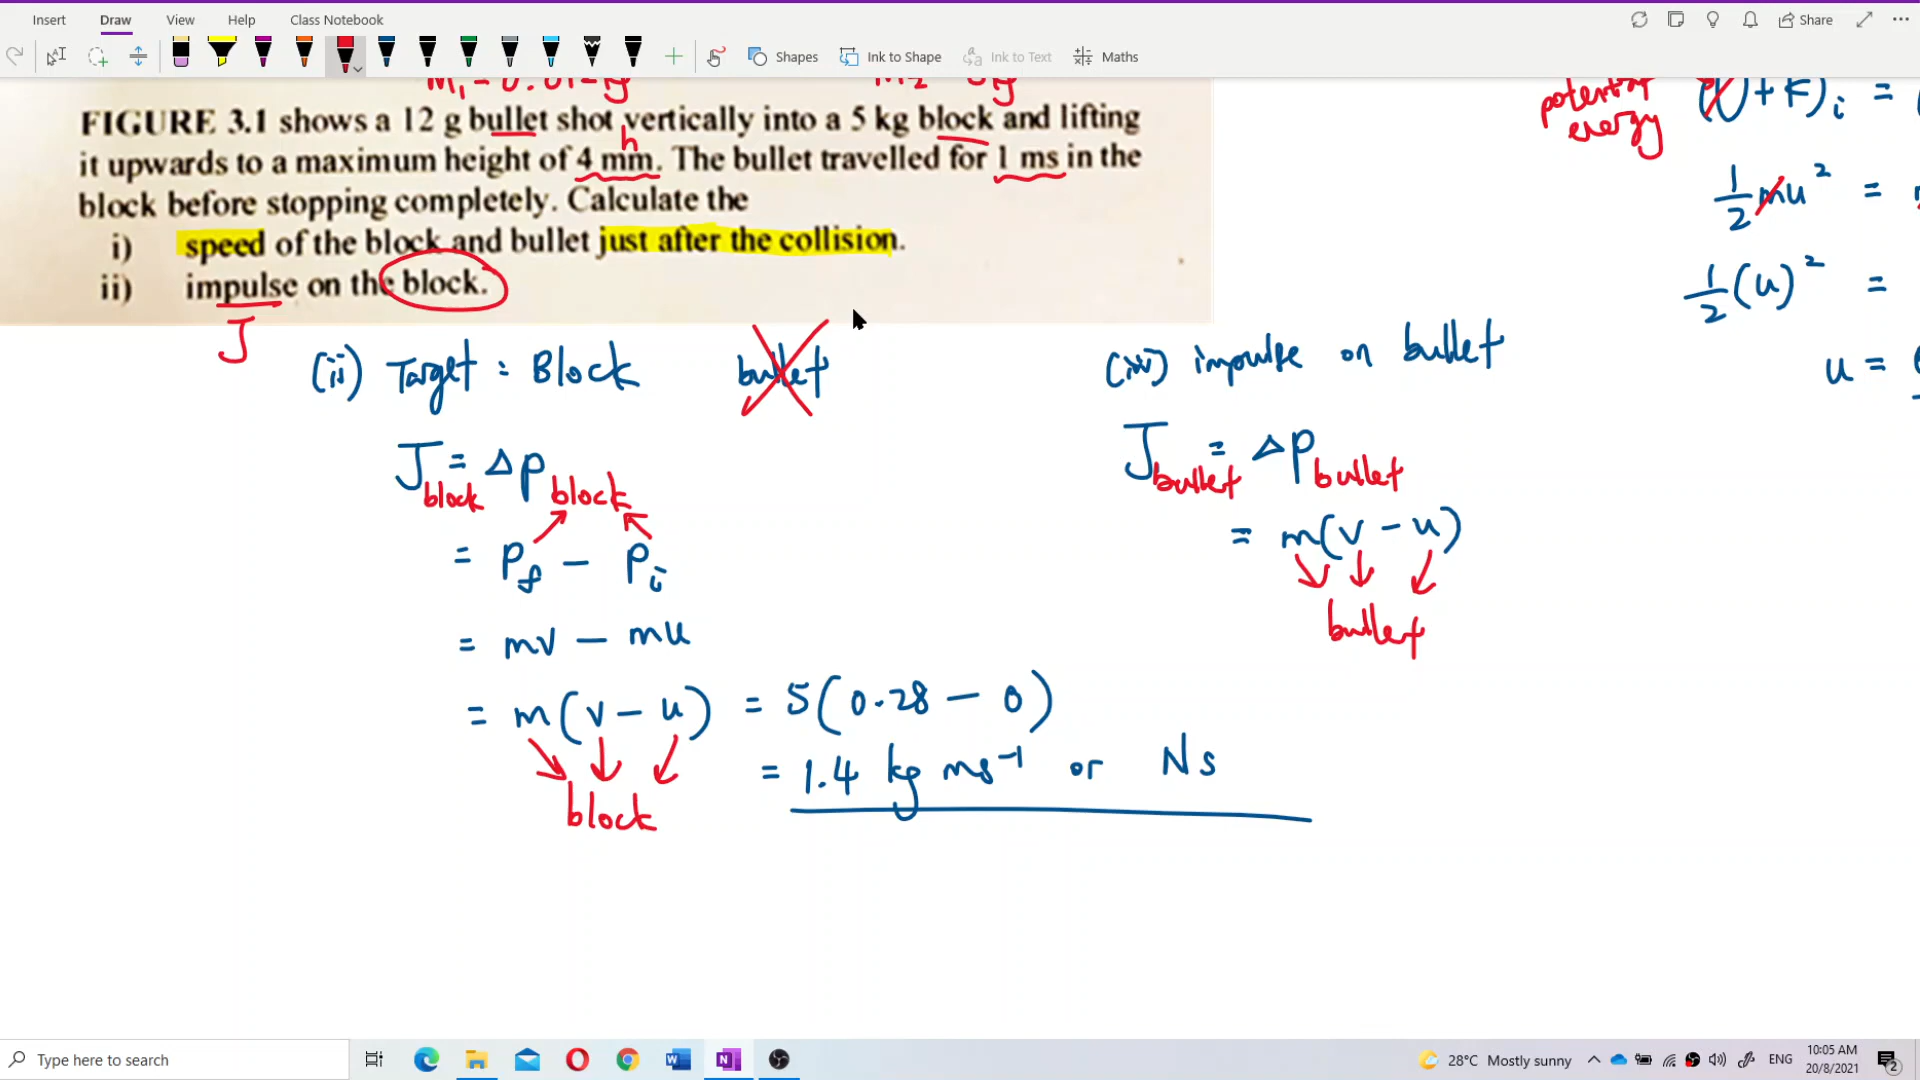 Insert Draw View Help Class Notebook Share
Shapes Ink to Shape Ink to Text Maths
FIGURE 3.1 shows a 12 g bullet shot vertically into a 5 kg block and lifting
h
it upwards to a maximum height of 4 mm. The bullet travelled for 1 ms in the
block before stopping completely. Calculate the
i) speed of the block and bullet just after the collision.
ii) impulse on the block.
J
potential
energy
(U+K)i =
1/2 mu² =
1/2 (u)² =
u =
(ii) Target : Block bullet
J block = Δp block
= Pf − Pi
= mv − mu
= m(v − u) = 5(0.28 − 0)
block
= 1.4 kg ms⁻¹ or Ns
(iii) impulse on bullet
J bullet = Δp bullet
= m(v − u)
bullet
Type here to search
28°C Mostly sunny ENG 10:05 AM
20/8/2021
2